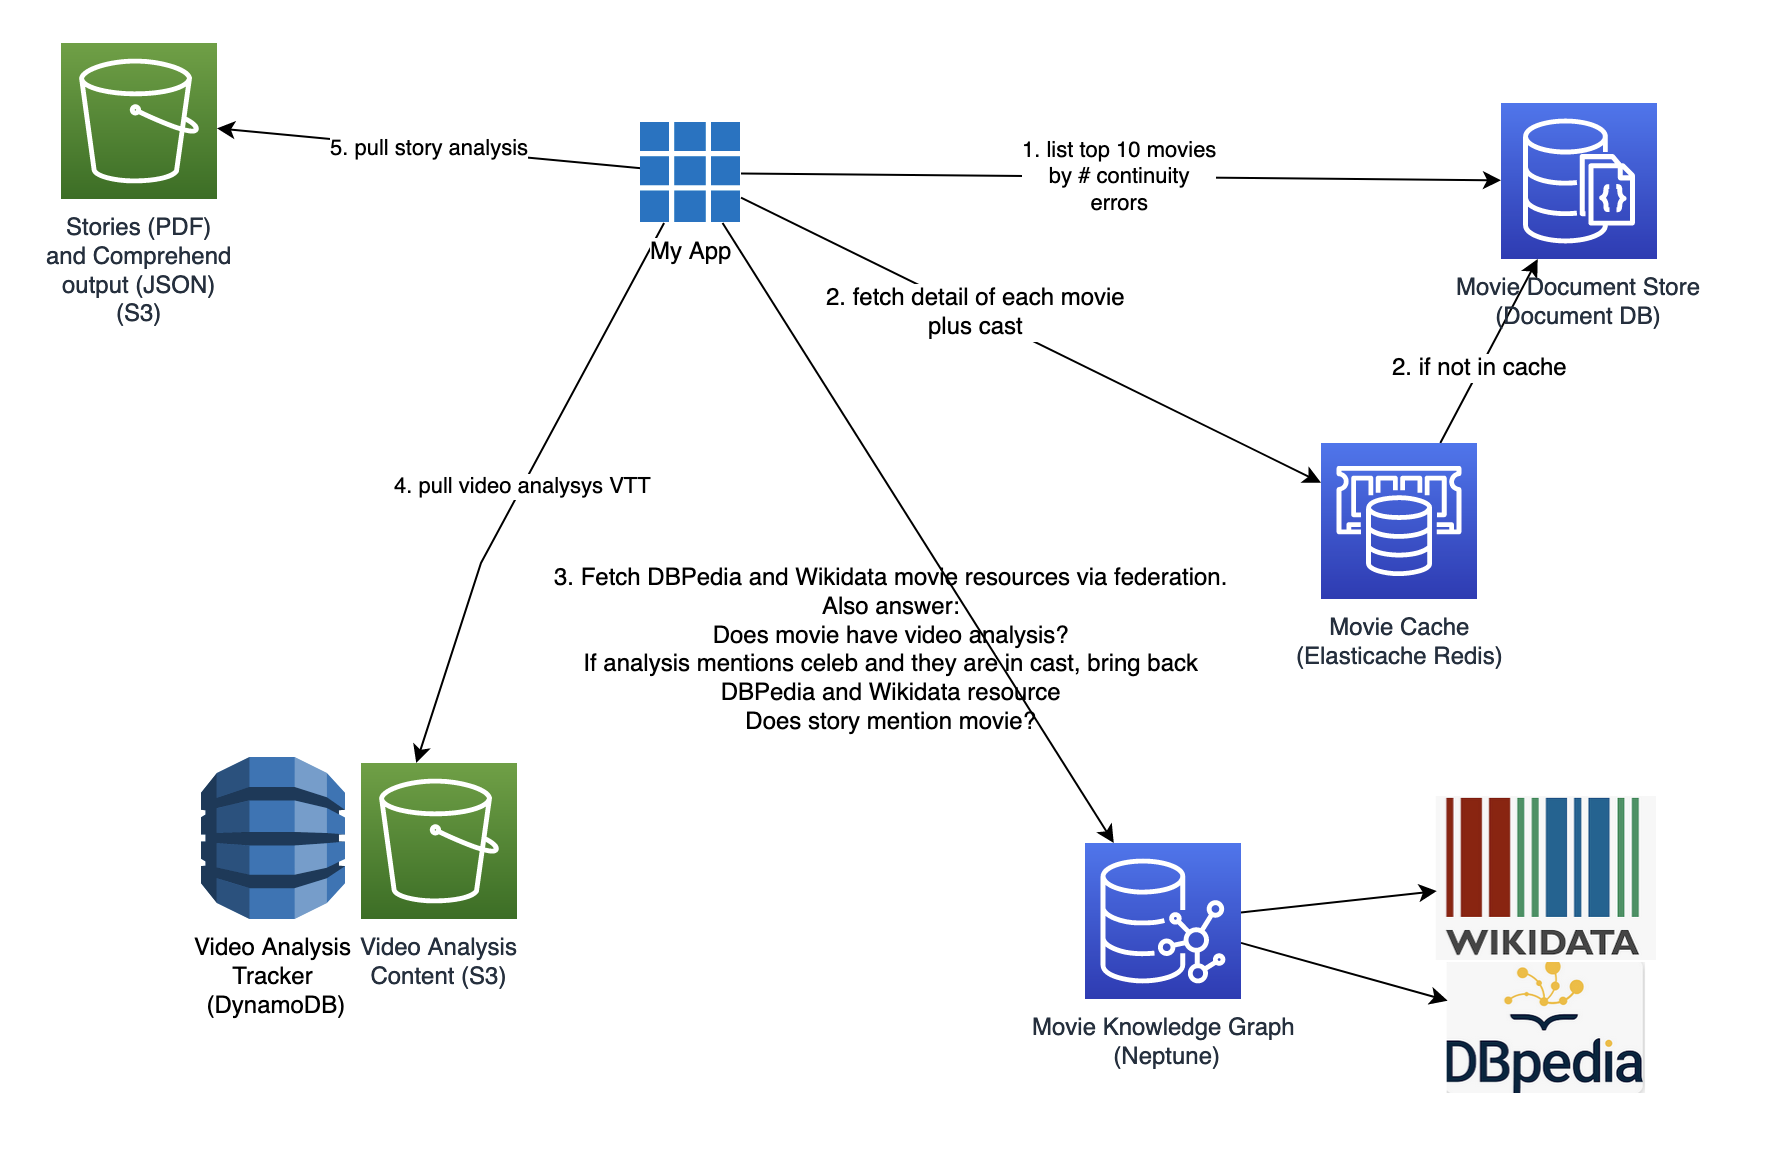 5. pull story analysis
1. list top 10 movies
by # continuity
errors
Stories (PDF)
and Comprehend
output (JSON)
(S3)
My App
2. fetch detail of each movie
plus cast
Movie Document Store
(Document DB)
2. if not in cache
4. pull video analysys VTT
3. Fetch DBPedia and Wikidata movie resources via federation.
Also answer:
Does movie have video analysis?
If analysis mentions celeb and they are in cast, bring back
DBPedia and Wikidata resource
Does story mention movie?
Movie Cache
(Elasticache Redis)
Video Analysis
Tracker
(DynamoDB)
Video Analysis
Content (S3)
Movie Knowledge Graph
(Neptune)
WIKIDATA
DBpedia